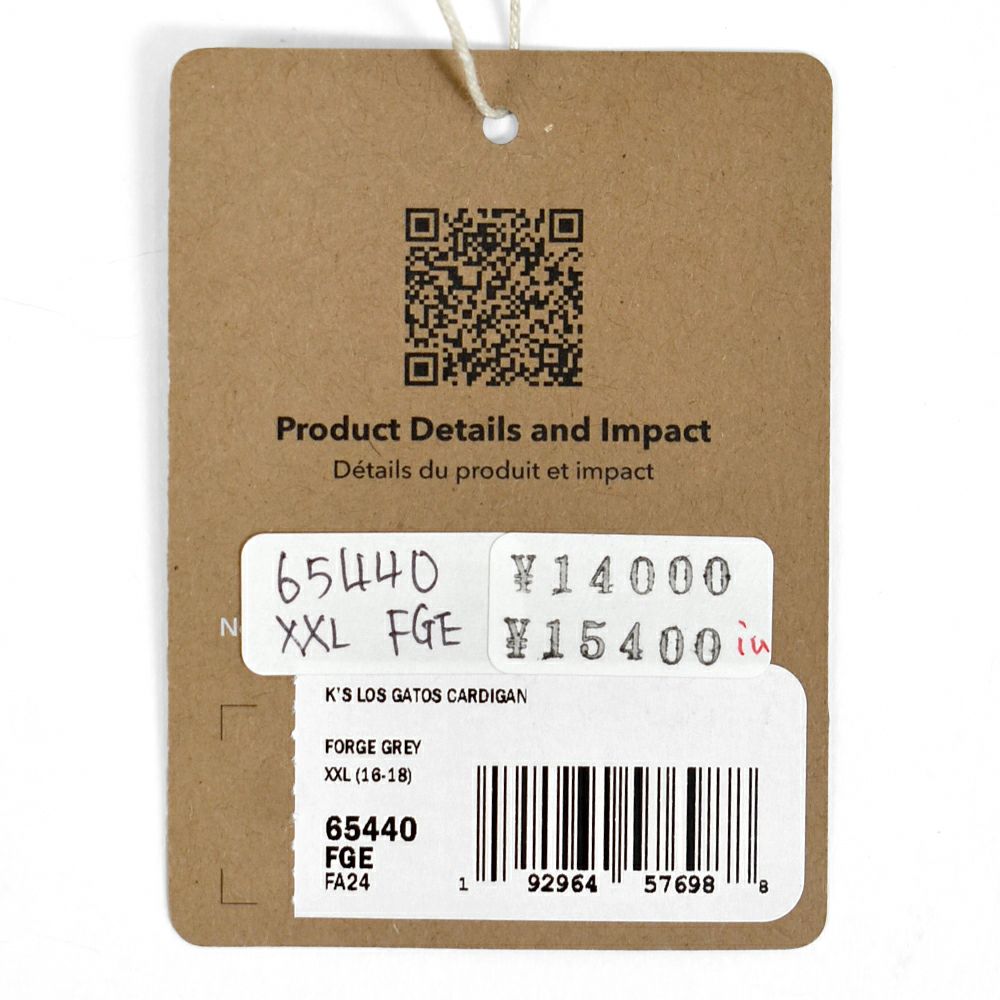 Product Details and Impact
Détails du produit et impact
65440
XXL FGE
¥14000
¥15400 in
K'S LOS GATOS CARDIGAN
FORGE GREY
XXL (16-18)
65440
FGE
FA24
1 92964 57698 8